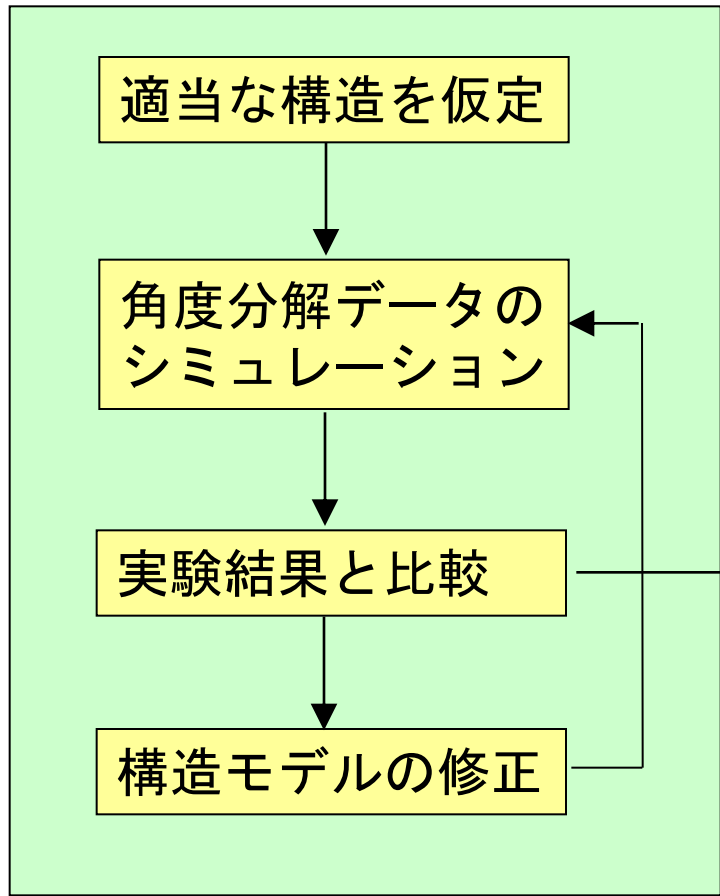 適当な構造を仮定
角度分解データの
シミュレーション
実験結果と比較
構造モデルの修正